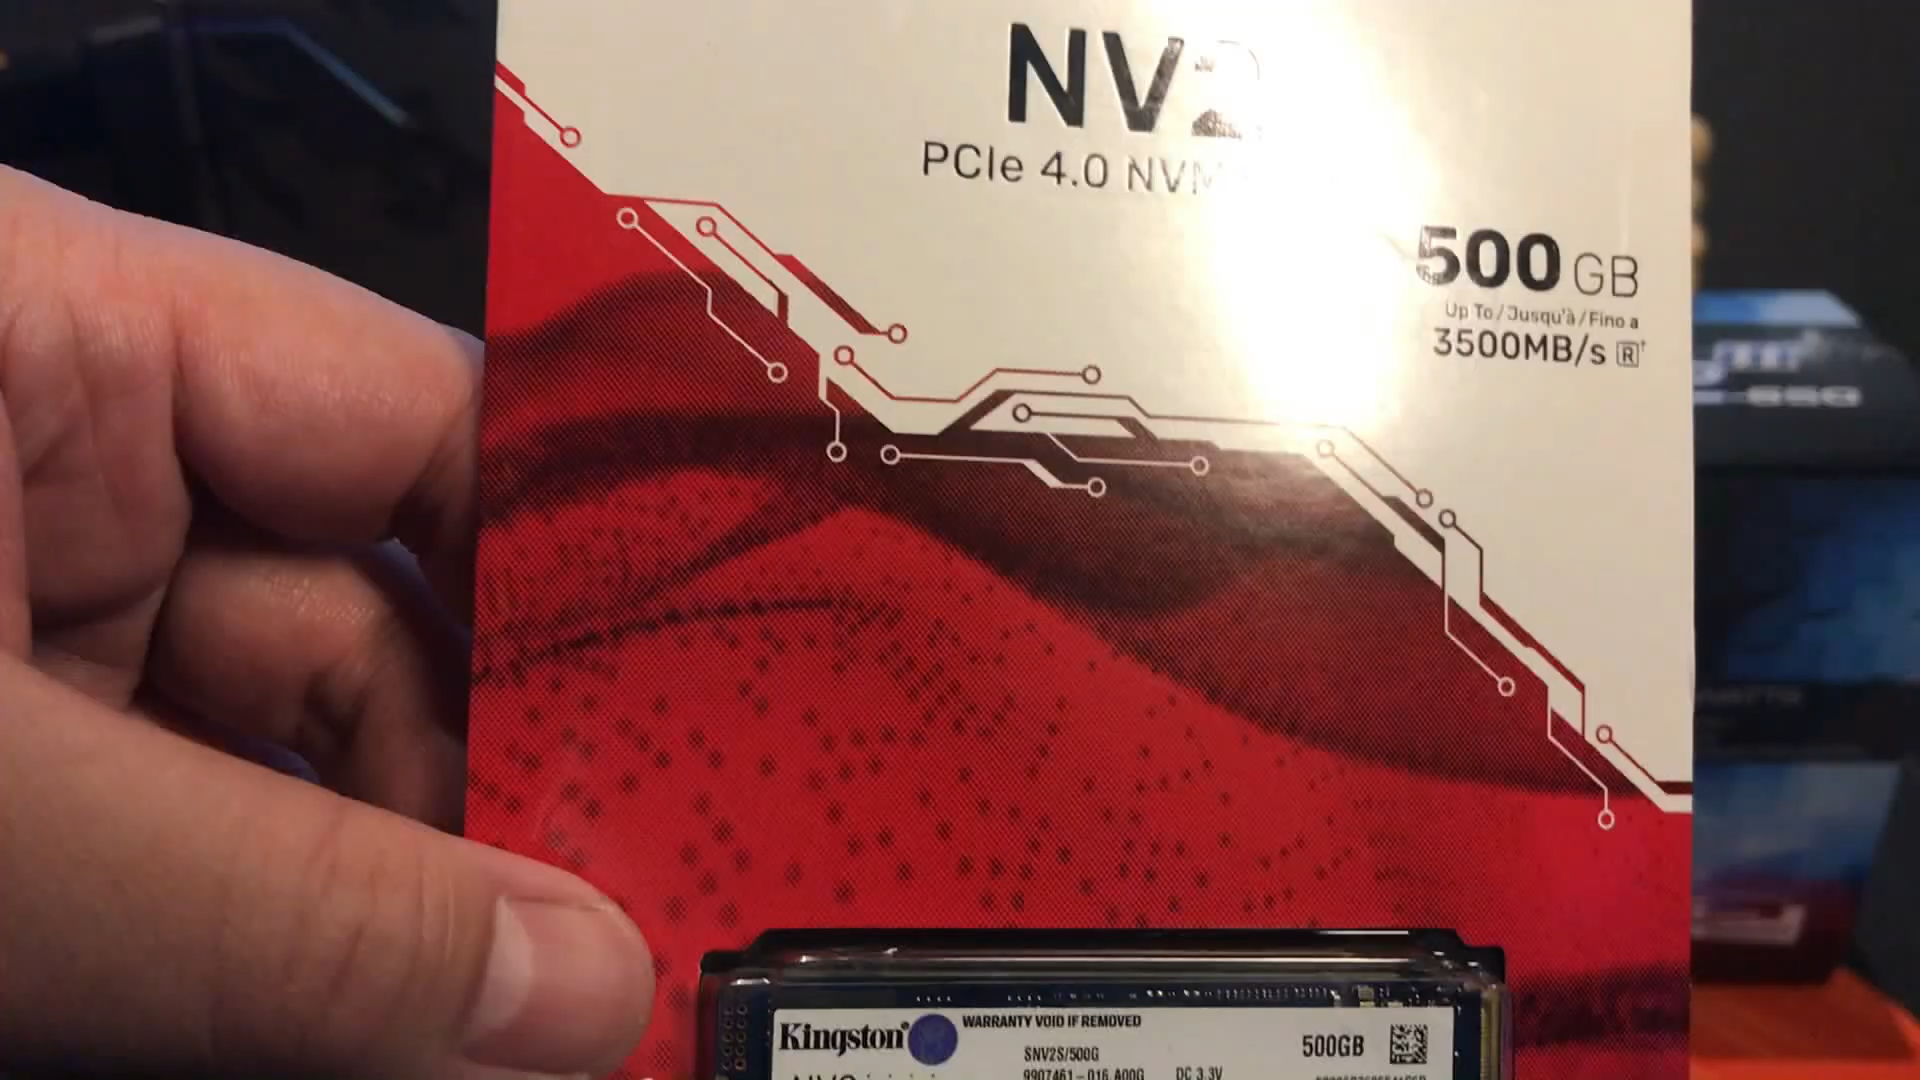 NV2
PCIe 4.0 NVM
500 GB
Up To / Jusqu'à / Fino a
3500MB/s R†
Kingston
WARRANTY VOID IF REMOVED
SNV2S/500G
500GB
9907461-016.A00G DC 3.3V